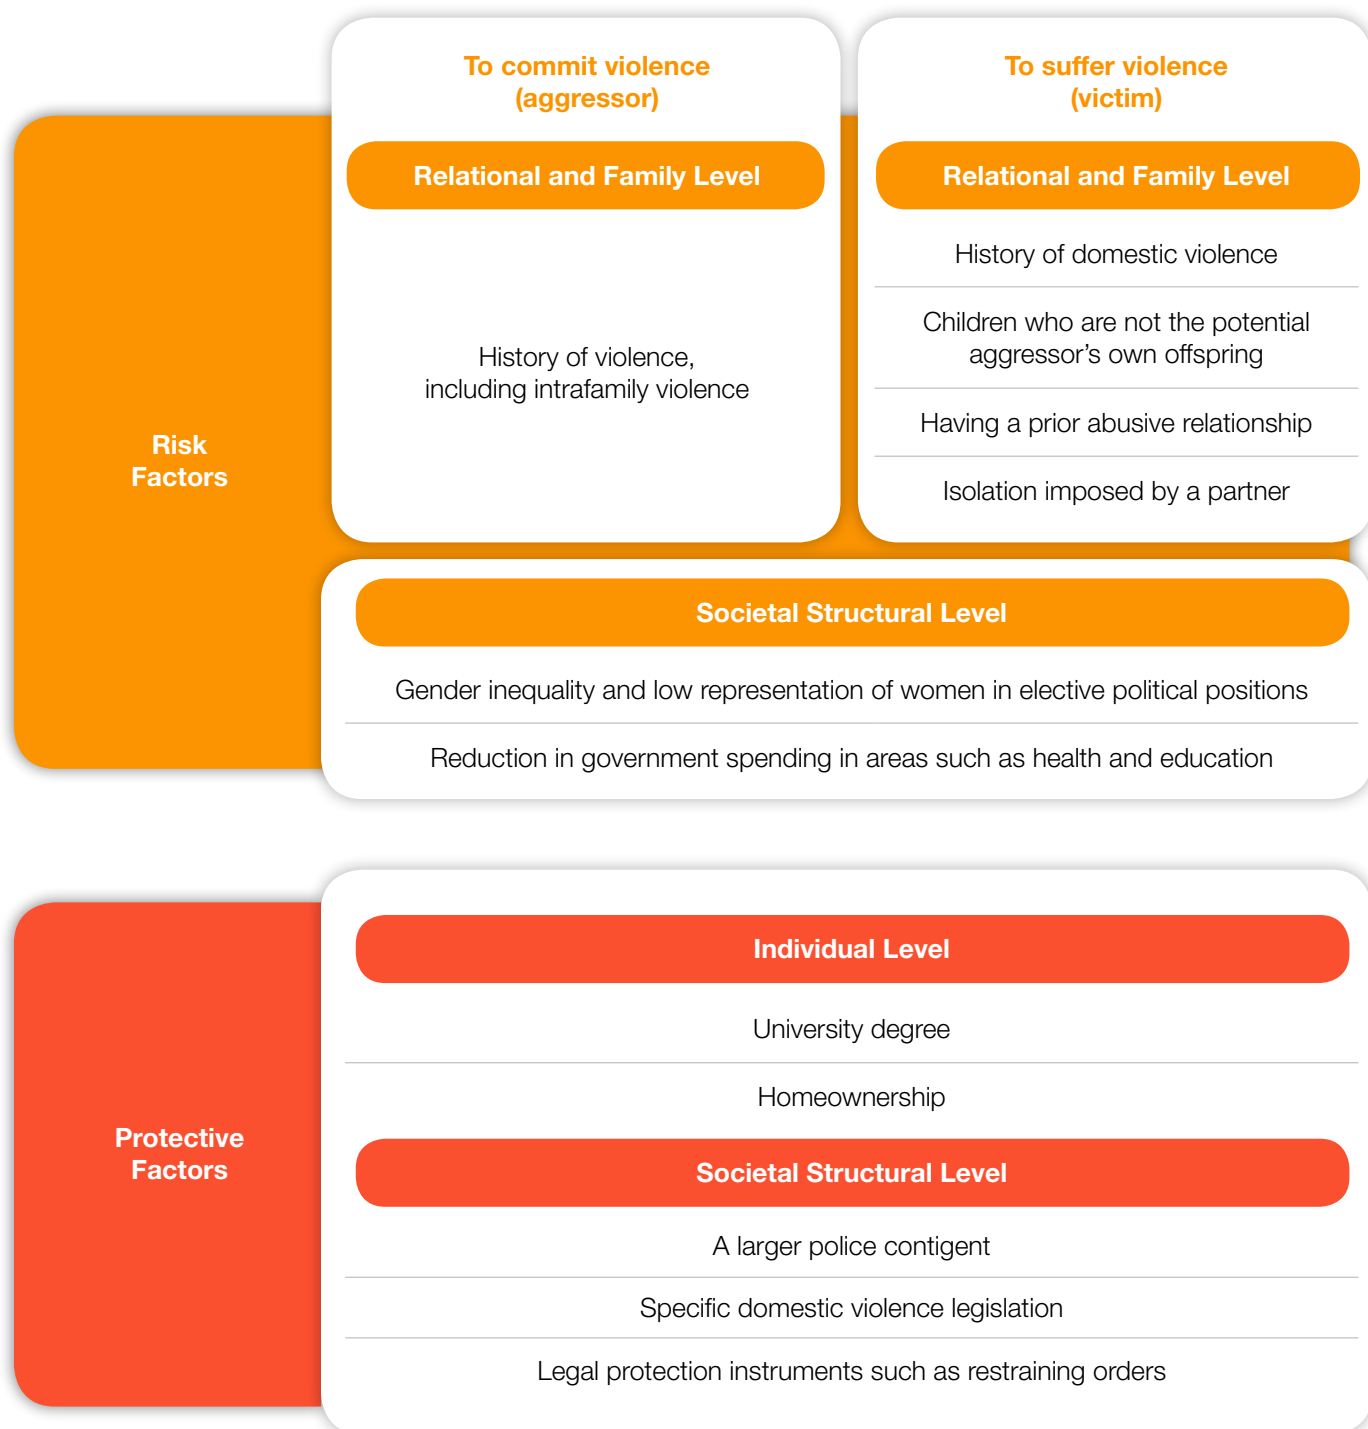 To commit violence
(aggressor)
Relational and Family Level
History of violence,
including intrafamily violence
To suffer violence
(victim)
Relational and Family Level
History of domestic violence
Children who are not the potential
aggressor's own offspring
Having a prior abusive relationship
Isolation imposed by a partner
Risk
Factors
Societal Structural Level
Gender inequality and low representation of women in elective political positions
Reduction in government spending in areas such as health and education
Protective
Factors
Individual Level
University degree
Homeownership
Societal Structural Level
A larger police contigent
Specific domestic violence legislation
Legal protection instruments such as restraining orders